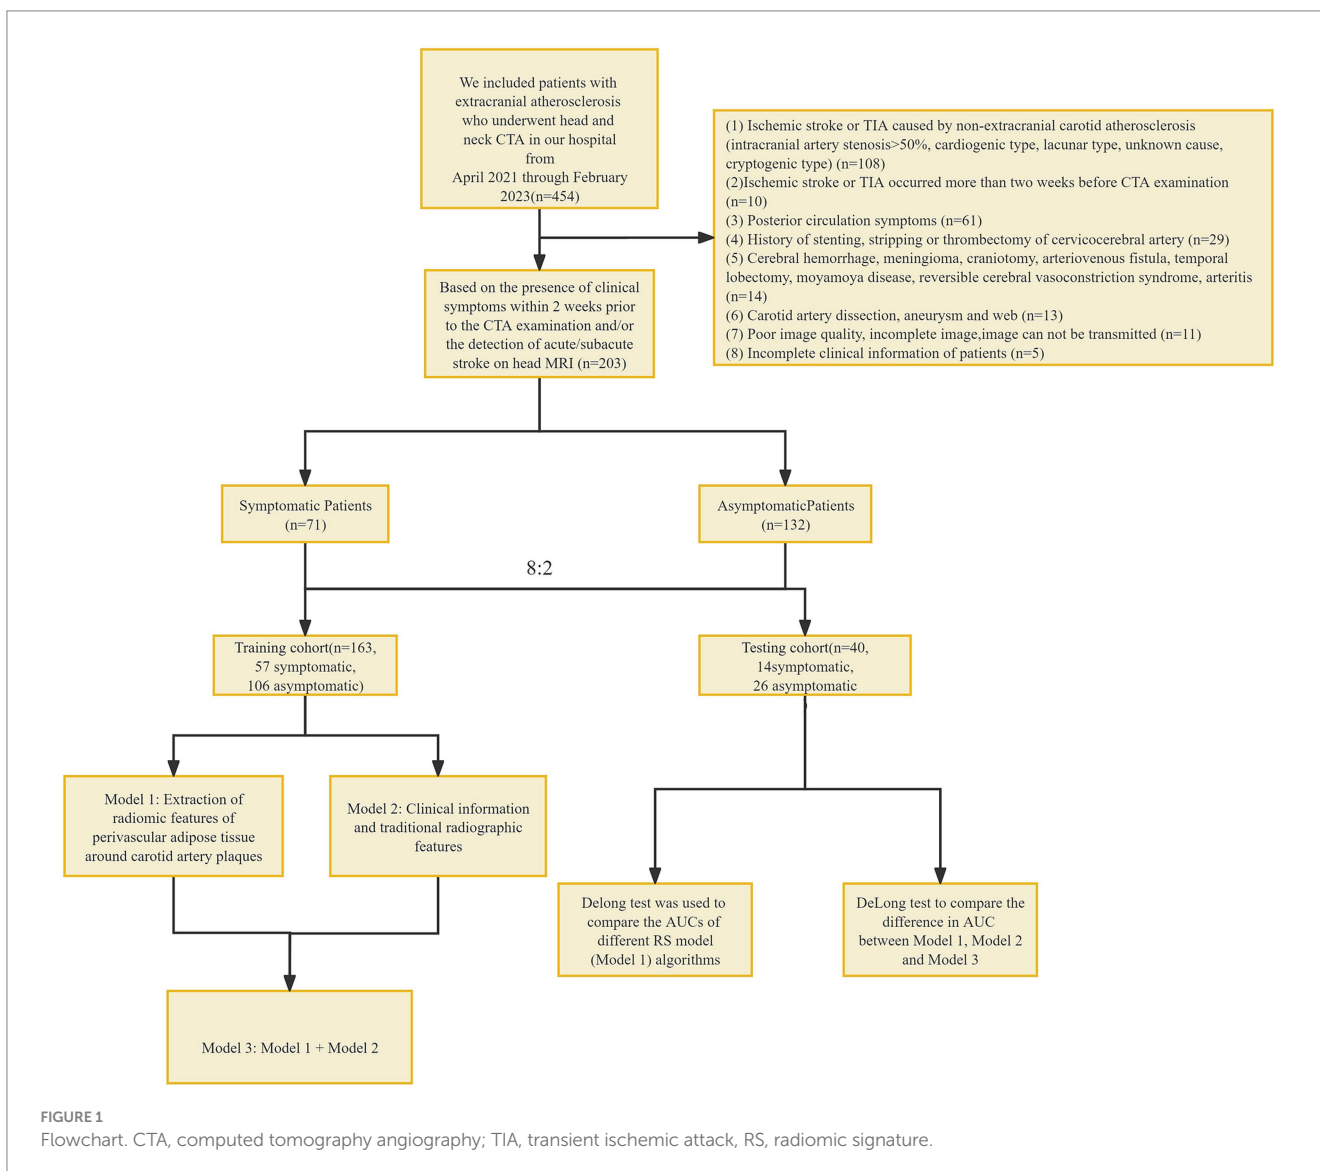 We included patients with
extracranial atherosclerosis
who underwent head and
neck CTA in our hospital
from
April 2021 through February
2023(n=454)
(1) Ischemic stroke or TIA caused by non-extracranial carotid atherosclerosis
(intracranial artery stenosis>50%, cardiogenic type, lacunar type, unknown cause,
cryptogenic type) (n=108)
(2)Ischemic stroke or TIA occurred more than two weeks before CTA examination
(n=10)
(3) Posterior circulation symptoms (n=61)
(4) History of stenting, stripping or thrombectomy of cervicocerebral artery (n=29)
(5) Cerebral hemorrhage, meningioma, craniotomy, arteriovenous fistula, temporal
lobectomy, moyamoya disease, reversible cerebral vasoconstriction syndrome, arteritis
(n=14)
(6) Carotid artery dissection, aneurysm and web (n=13)
(7) Poor image quality, incomplete image,image can not be transmitted (n=11)
(8) Incomplete clinical information of patients (n=5)
Based on the presence of clinical
symptoms within 2 weeks prior
to the CTA examination and/or
the detection of acute/subacute
stroke on head MRI (n=203)
Symptomatic Patients
(n=71)
AsymptomaticPatients
(n=132)
8:2
Training cohort(n=163,
57 symptomatic,
106 asymptomatic)
Testing cohort(n=40,
14symptomatic,
26 asymptomatic
)
Model 1: Extraction of
radiomic features of
perivascular adipose tissue
around carotid artery plaques
Model 2: Clinical information
and traditional radiographic
features
Delong test was used to
compare the AUCs of
different RS model
(Model 1) algorithms
DeLong test to compare the
difference in AUC
between Model 1, Model 2
and Model 3
Model 3: Model 1 + Model 2
FIGURE 1
Flowchart. CTA, computed tomography angiography; TIA, transient ischemic attack, RS, radiomic signature.